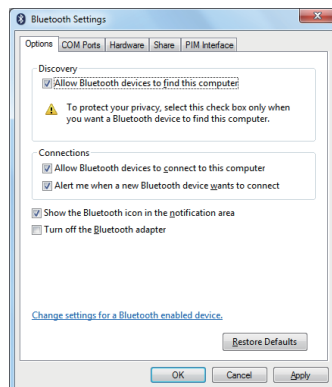 Bluetooth Settings
Options COM Ports Hardware Share PIM Interface
Discovery
Allow Bluetooth devices to find this computer
To protect your privacy, select this check box only when
you want a Bluetooth device to find this computer.
Connections
Allow Bluetooth devices to connect to this computer
Alert me when a new Bluetooth device wants to connect
Show the Bluetooth icon in the notification area
Turn off the Bluetooth adapter
Change settings for a Bluetooth enabled device.
Restore Defaults
OK Cancel Apply